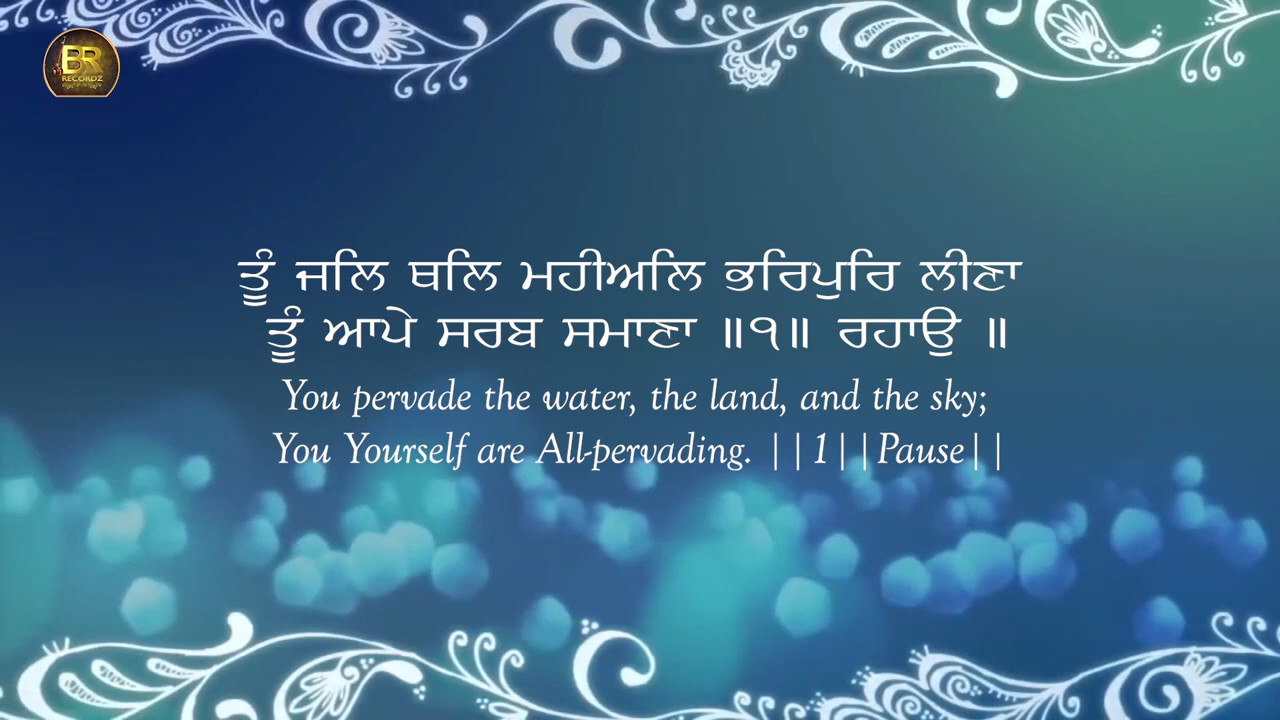 BR
RECORDZ
ਤੂੰ ਜਲਿ ਥਲਿ ਮਹੀਅਲਿ ਭਰਿਪੁਰਿ ਲੀਣਾ
ਤੂੰ ਆਪੇ ਸਰਬ ਸਮਾਣਾ ॥੧॥ ਰਹਾਉ ॥
You pervade the water, the land, and the sky;
You Yourself are All-pervading. ||1||Pause||